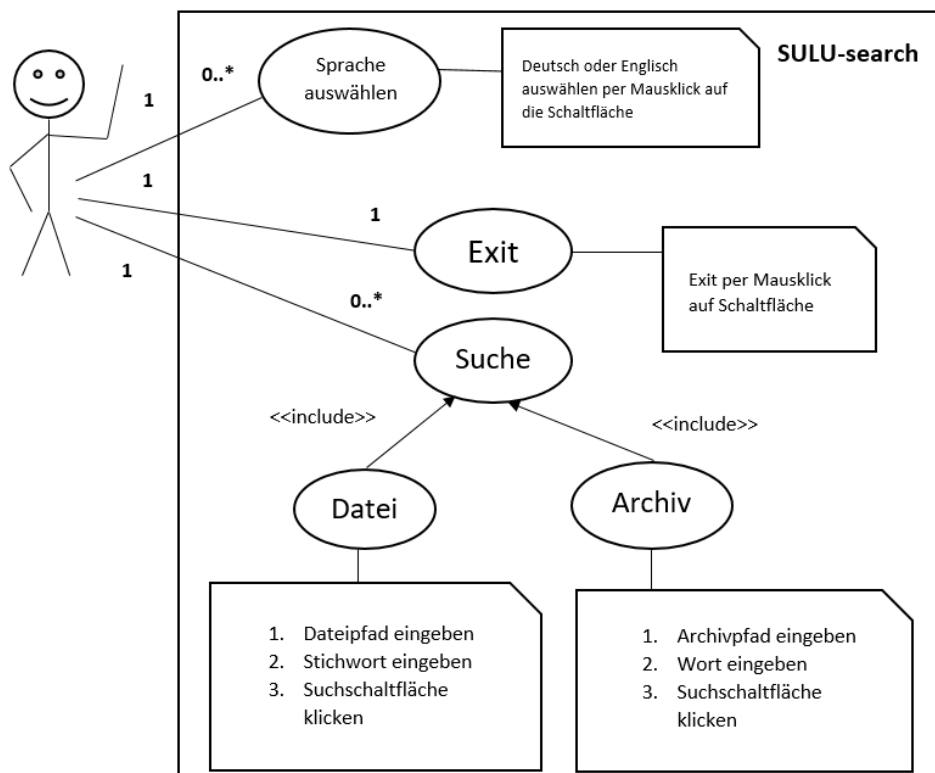 SULU-search
Sprache
auswählen
Deutsch oder Englisch
auswählen per Mausklick auf
die Schaltfläche
1
0..*
1
1
Exit
Exit per Mausklick
auf Schaltfläche
1
0..*
Suche
<<include>>
<<include>>
Datei
Archiv
1. Dateipfad eingeben
2. Stichwort eingeben
3. Suchschaltfläche
klicken
1. Archivpfad eingeben
2. Wort eingeben
3. Suchschaltfläche
klicken